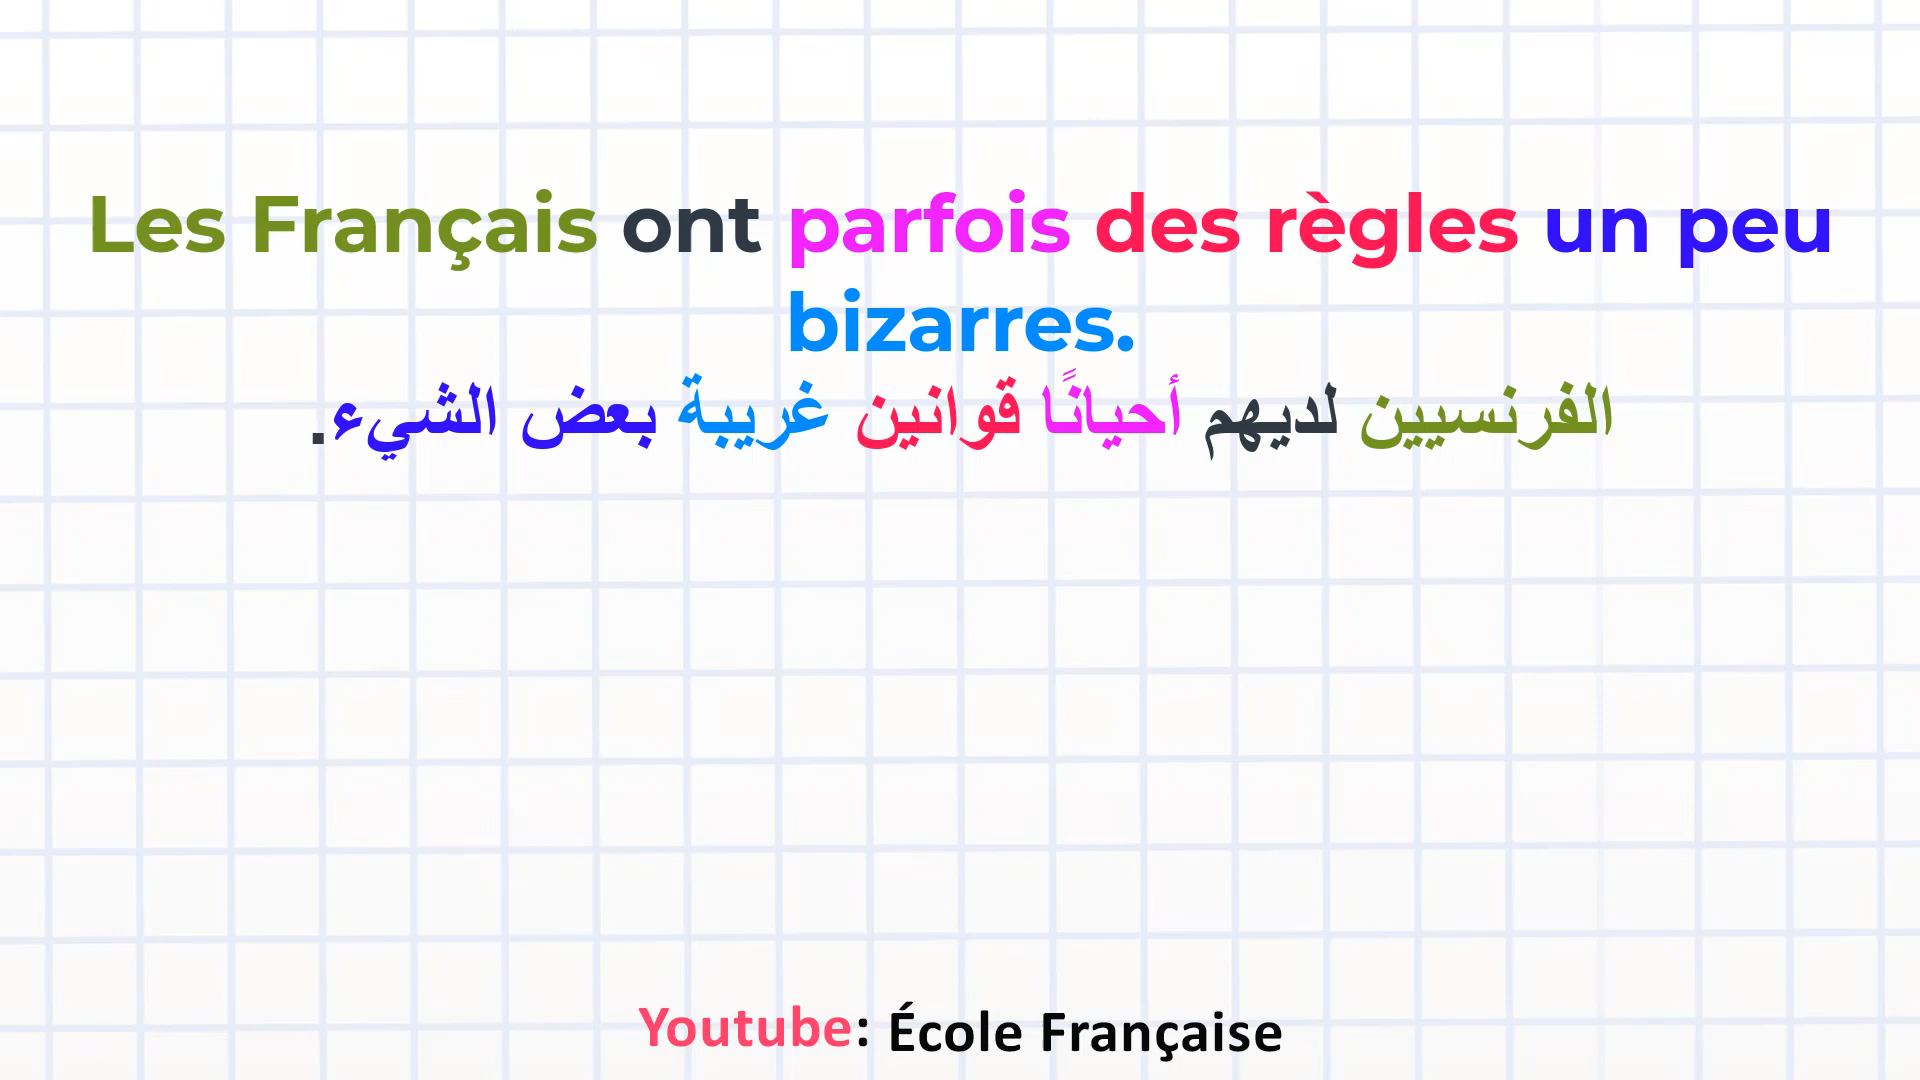 Les Français ont parfois des règles un peu
bizarres.
الفرنسيين لديهم أحيانًا قوانين غريبة بعض الشيء.
Youtube: École Française